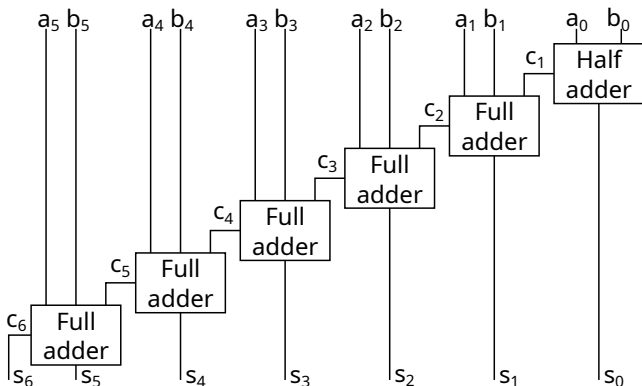 a₅ b₅ a₄ b₄ a₃ b₃ a₂ b₂ a₁ b₁ a₀ b₀
c₁ Half
adder
c₂ Full
adder
c₃ Full
adder
c₄ Full
adder
c₅ Full
adder
c₆ Full
adder
s₆ s₅ s₄ s₃ s₂ s₁ s₀